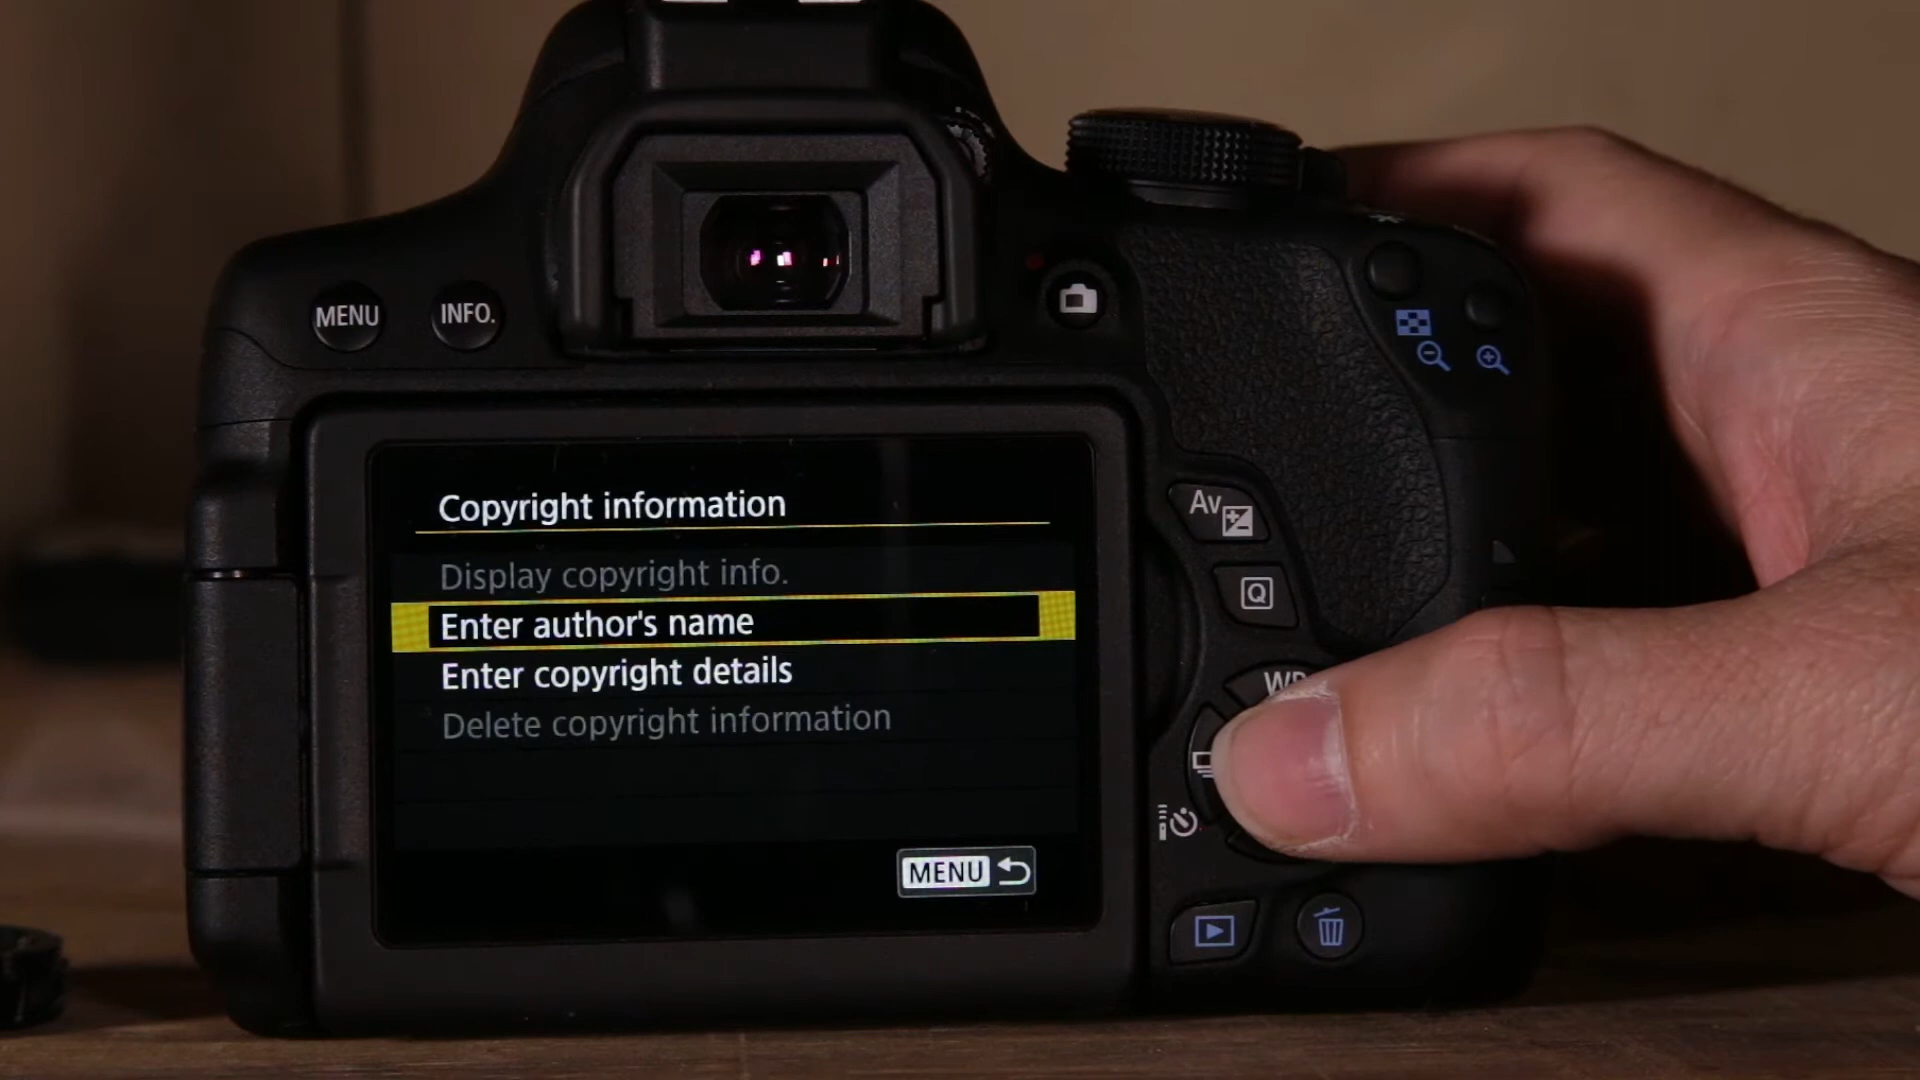 MENU INFO.
Copyright information
Display copyright info.
Enter author's name
Enter copyright details
Delete copyright information
MENU
Av
Q